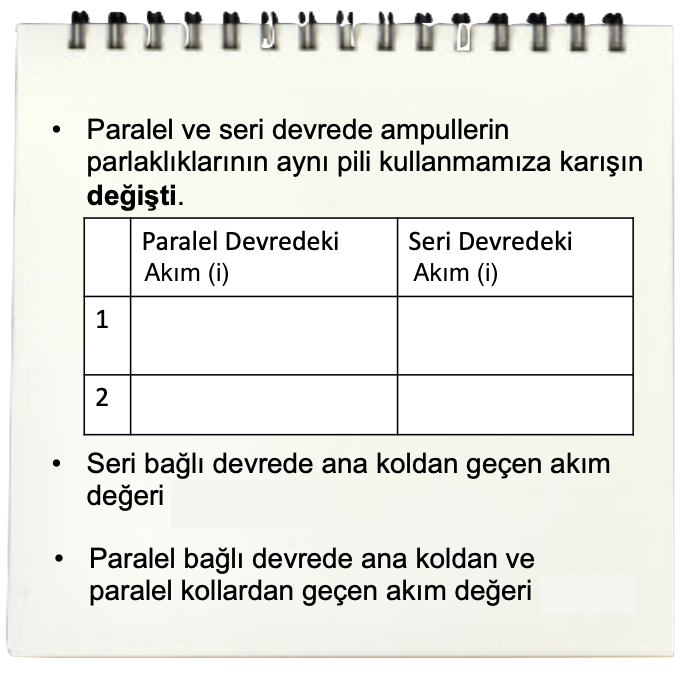 • Paralel ve seri devrede ampullerin
parlaklıklarının aynı pili kullanmamıza karışın
değişti.
Paralel Devredeki Akım (i)
Seri Devredeki Akım (i)
1
2
• Seri bağlı devrede ana koldan geçen akım
değeri
• Paralel bağlı devrede ana koldan ve
paralel kollardan geçen akım değeri